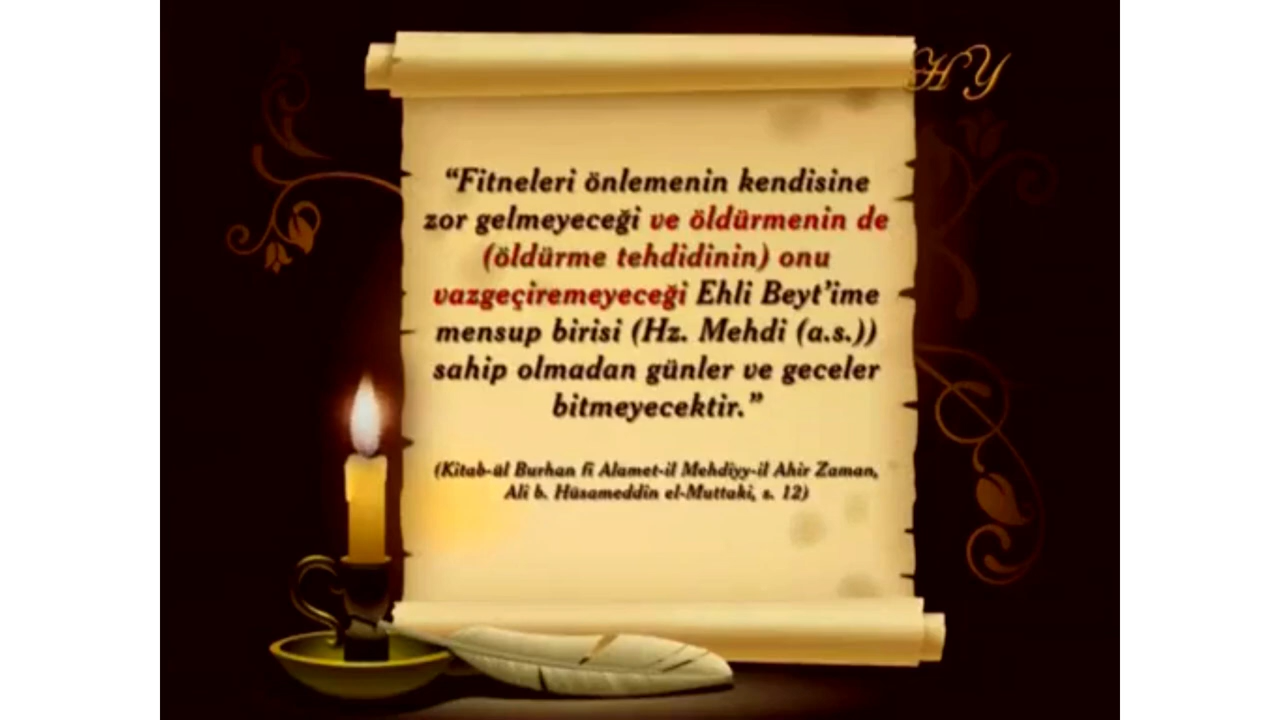 HY
“Fitneleri önlemenin kendisine
zor gelmeyeceği ve öldürmenin de
(öldürme tehdidinin) onu
vazgeçiremeyeceği Ehli Beyt’ime
mensup birisi (Hz. Mehdi (a.s.))
sahip olmadan günler ve geceler
bitmeyecektir.”
(Kitab-ül Burhan fi Alamet-il Mehdiyy-il Ahir Zaman,
Ali b. Hüsameddin el-Muttaki, s. 12)